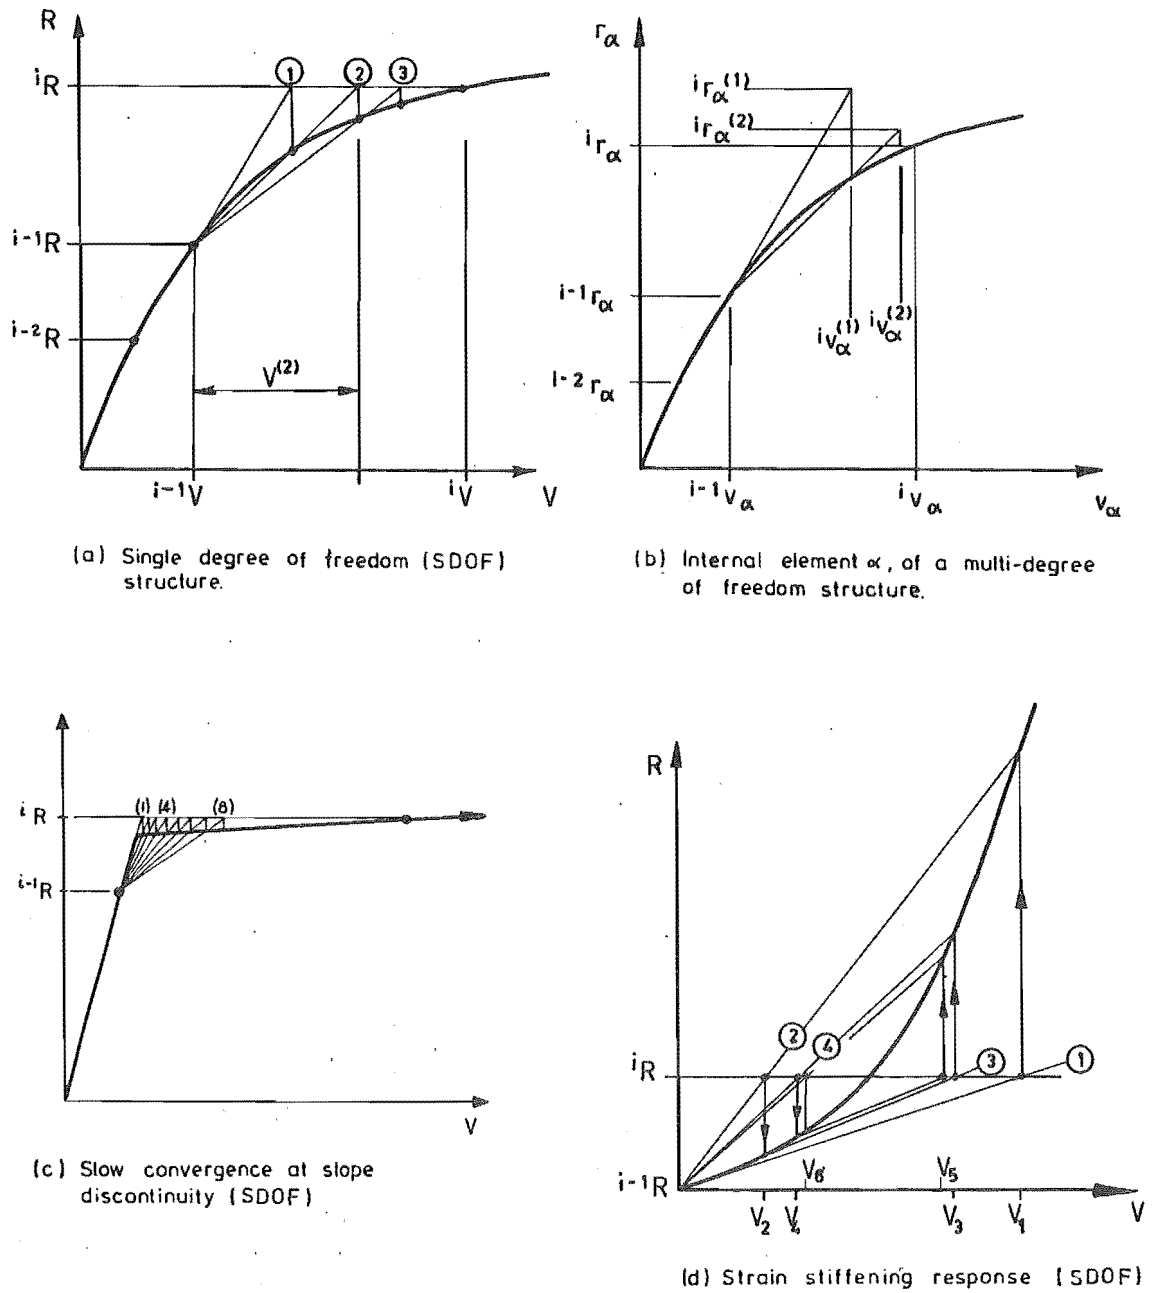 R
iR
1
2
3
i-1R
i-2R
V(2)
i-1V
iV
V
(a) Single degree of freedom (SDOF)
structure.
rα
irα(1)
irα(2)
irα
i-1rα
i-2rα
ivα(1)
ivα(2)
i-1vα
ivα
vα
(b) Internal element α, of a multi-degree
of freedom structure.
iR
(1)
(4)
(8)
i-1R
V
(c) Slow convergence at slope
discontinuity (SDOF)
R
2
4
3
1
iR
i-1R
V6
V5
V2
V4
V3
V1
V
(d) Strain stiffening response (SDOF)